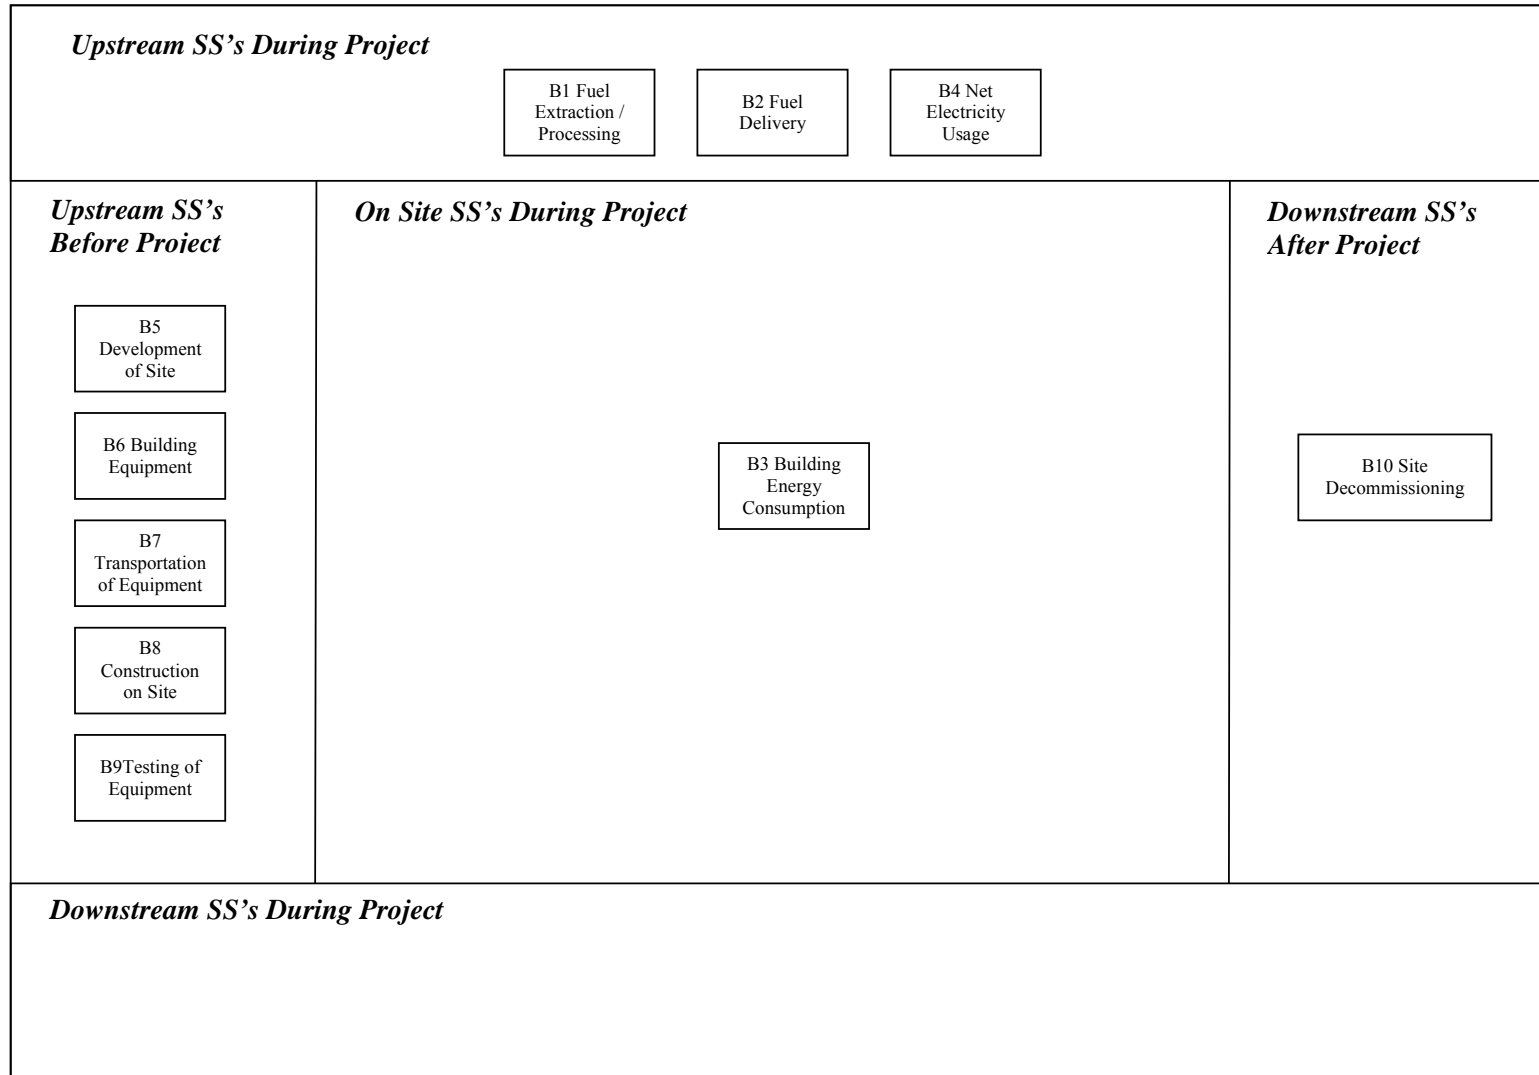 Upstream SS’s During Project
B1 Fuel
Extraction /
Processing
B2 Fuel
Delivery
B4 Net
Electricity
Usage
Upstream SS’s
Before Project
On Site SS’s During Project
Downstream SS’s
After Project
B5
Development
of Site
B6 Building
Equipment
B7
Transportation
of Equipment
B8
Construction
on Site
B9Testing of
Equipment
B3 Building
Energy
Consumption
B10 Site
Decommissioning
Downstream SS’s During Project